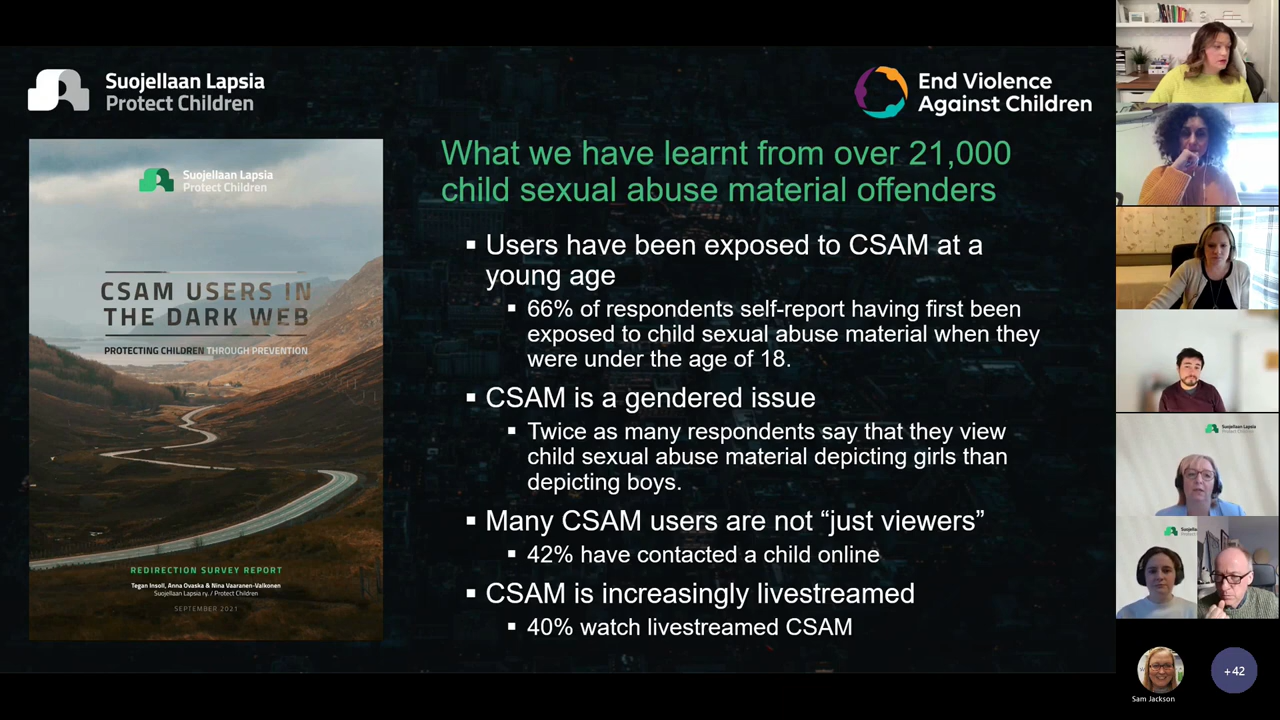 Suojellaan Lapsia
Protect Children
End Violence
Against Children
Suojellaan Lapsia
Protect Children
CSAM USERS IN
THE DARK WEB
PROTECTING CHILDREN THROUGH PREVENTION
REDIRECTION SURVEY REPORT
Tegan Insoll, Anna Ovaska & Nina Vaaranen-Valkonen
Suojellaan Lapsia ry. / Protect Children
SEPTEMBER 2021
What we have learnt from over 21,000
child sexual abuse material offenders
▪ Users have been exposed to CSAM at a
young age
▪ 66% of respondents self-report having first been
exposed to child sexual abuse material when they
were under the age of 18.
▪ CSAM is a gendered issue
▪ Twice as many respondents say that they view
child sexual abuse material depicting girls than
depicting boys.
▪ Many CSAM users are not “just viewers”
▪ 42% have contacted a child online
▪ CSAM is increasingly livestreamed
▪ 40% watch livestreamed CSAM
Suojellaan Lapsia
Protect Children
Sam Jackson
+42